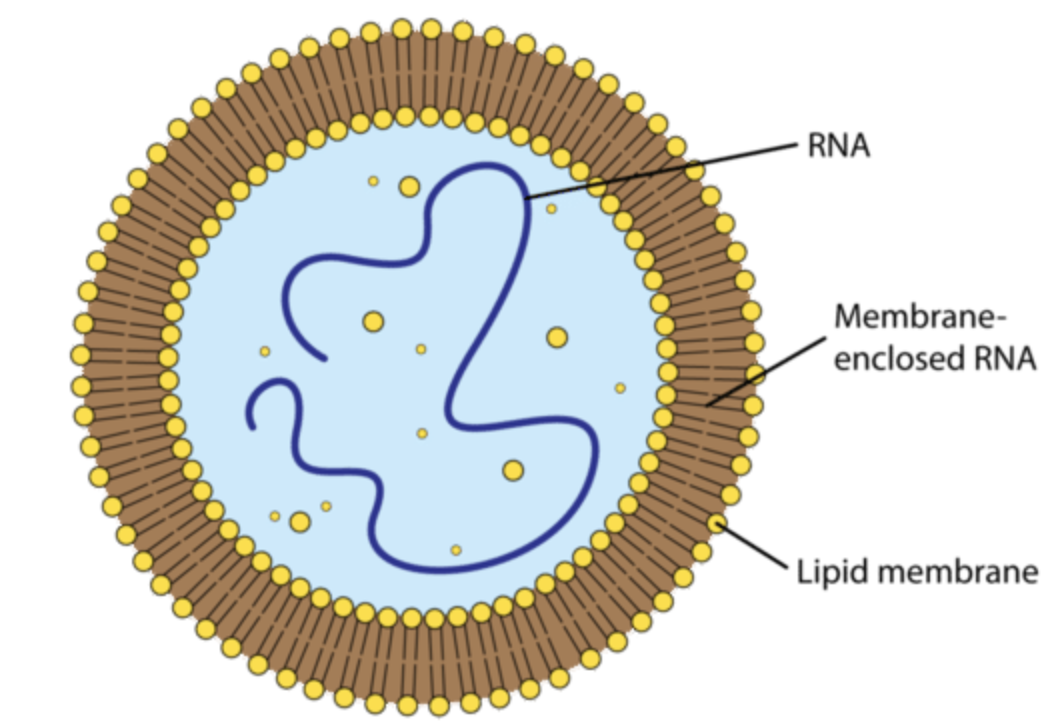 RNA
Membrane-
enclosed RNA
Lipid membrane